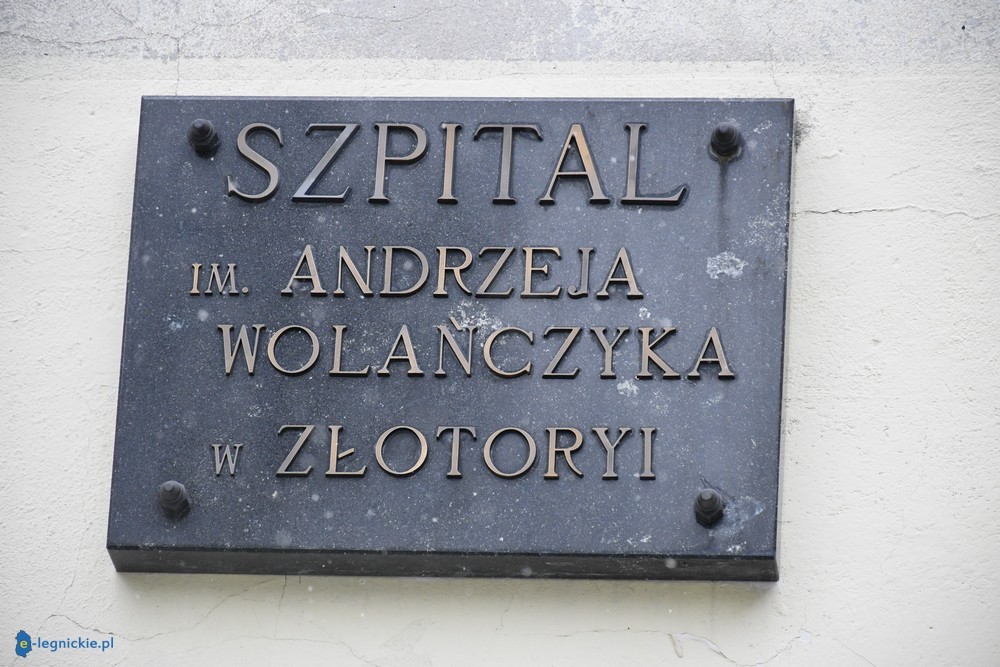 SZPITAL
IM. ANDRZEJA
WOLAŃCZYKA
W ZŁOTORYI
e-legnickie.pl